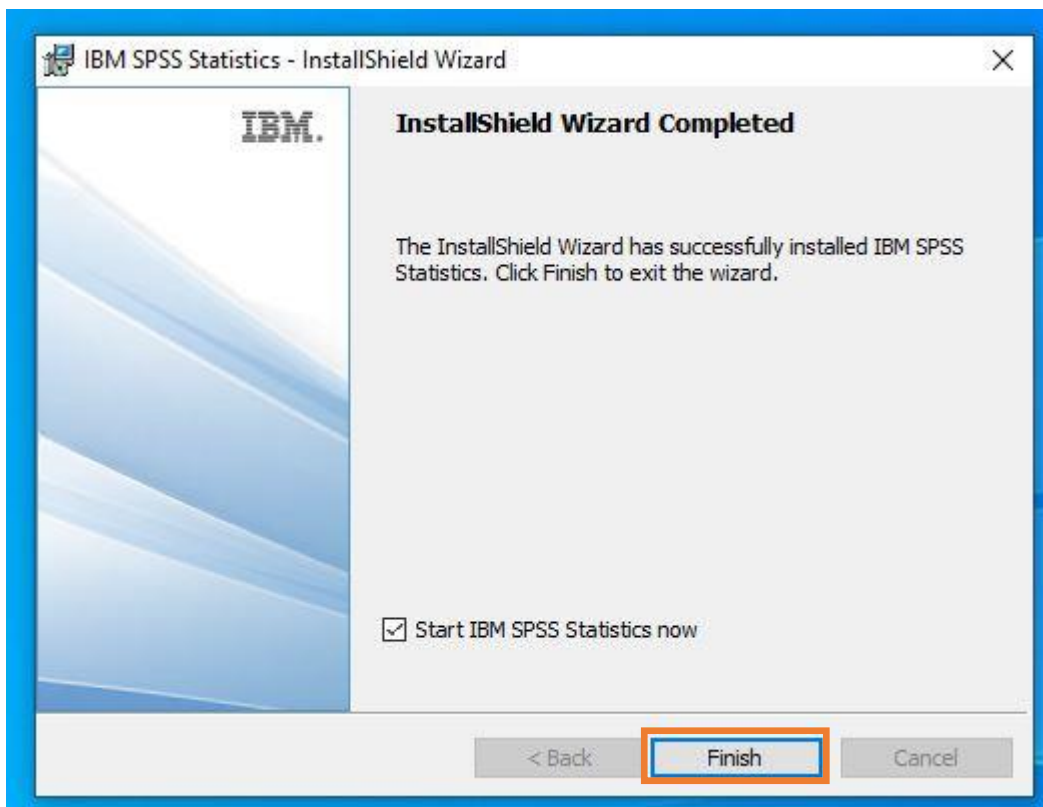 IBM SPSS Statistics - InstallShield Wizard
IBM.
InstallShield Wizard Completed
The InstallShield Wizard has successfully installed IBM SPSS
Statistics. Click Finish to exit the wizard.
Start IBM SPSS Statistics now
< Back
Finish
Cancel